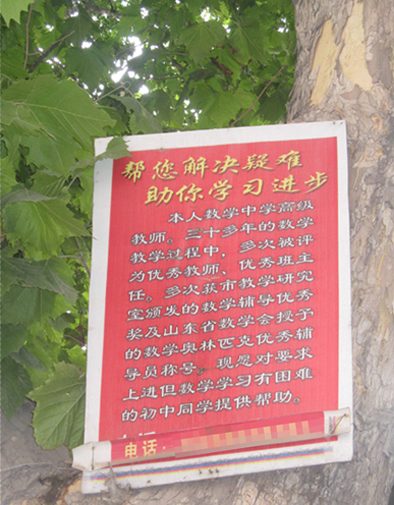 帮您解决疑难
助你学习进步
本人数学中学高级
教师。三十多年的数学
教学过程中，多次被评
为优秀教师、优秀班主
任。多次获市教学研究
室颁发的数学辅导优秀
奖及山东省数学会授予
的数学奥林匹克优秀辅
导员称号。现愿对要求
上进但数学学习有困难
的初中同学提供帮助。
电话：